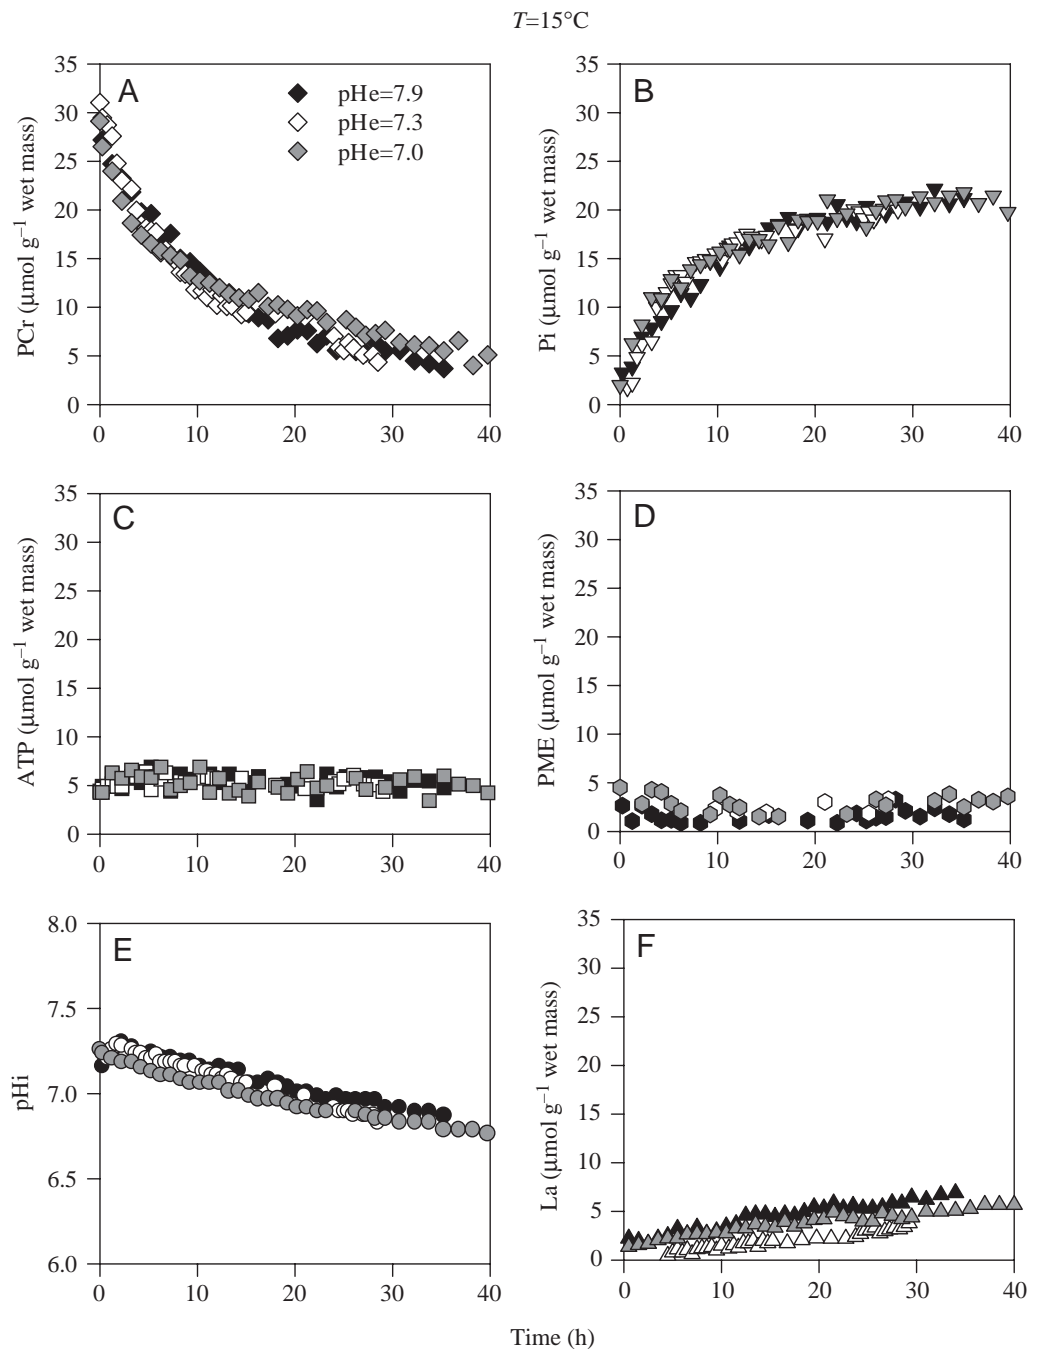 T=15°C
A
pHe=7.9
pHe=7.3
pHe=7.0
PCr (μmol g⁻¹ wet mass)
35
30
25
20
15
10
5
0
0 10 20 30 40
B
Pi (μmol g⁻¹ wet mass)
35
30
25
20
15
10
5
0
0 10 20 30 40
C
ATP (μmol g⁻¹ wet mass)
35
30
25
20
15
10
5
0
0 10 20 30 40
D
PME (μmol g⁻¹ wet mass)
35
30
25
20
15
10
5
0
0 10 20 30 40
E
pHi
8.0
7.5
7.0
6.5
6.0
0 10 20 30 40
F
La (μmol g⁻¹ wet mass)
35
30
25
20
15
10
5
0
0 10 20 30 40
Time (h)